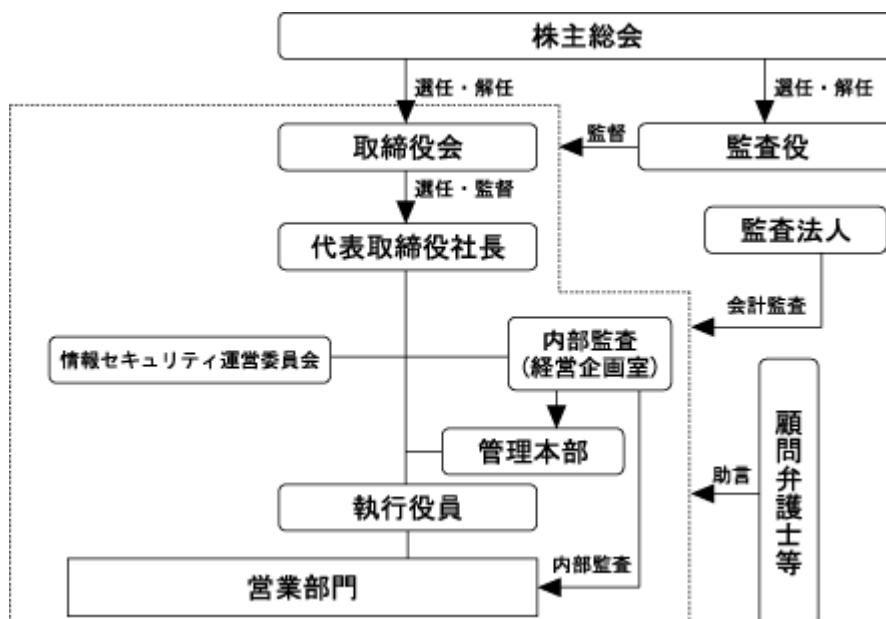 株主総会
選任・解任
選任・解任
取締役会
監督
監査役
選任・監督
代表取締役社長
監査法人
会計監査
情報セキュリティ運営委員会
内部監査
(経営企画室)
管理本部
顧問弁護士等
助言
執行役員
内部監査
営業部門